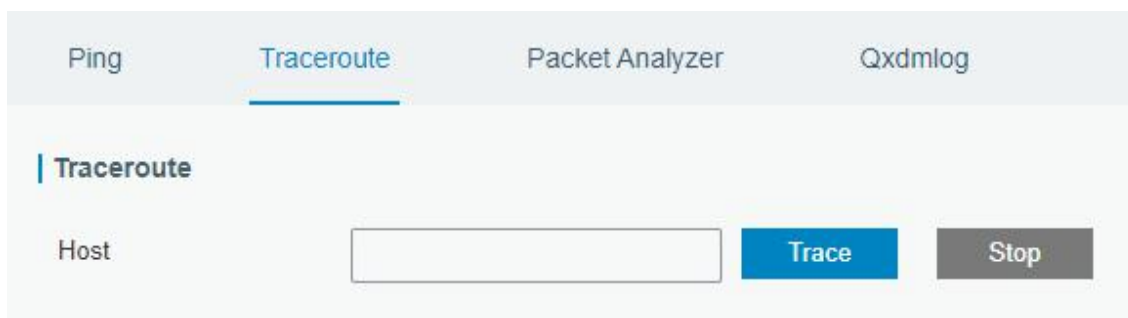 Ping Traceroute Packet Analyzer Qxdmlog
Traceroute
Host Trace Stop